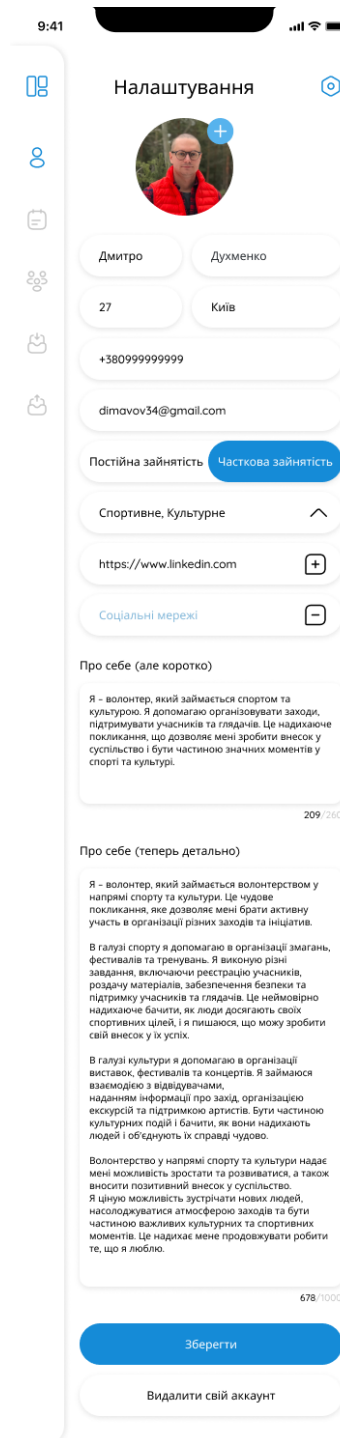 9:41
Налаштування
Дмитро
Духменко
27
Київ
+380999999999
dimavov34@gmail.com
Постійна зайнятість
Часткова зайнятість
Спортивне, Культурне
https://www.linkedin.com
Соціальні мережі
Про себе (але коротко)
Я – волонтер, який займається спортом та
культурою. Я допомагаю організовувати заходи,
підтримувати учасників та глядачів. Це надихаюче
покликання, що дозволяє мені зробити внесок у
суспільство і бути частиною значних моментів у
спорті та культурі.
209/260
Про себе (теперь детально)
Я – волонтер, який займається волонтерством у
напрямі спорту та культури. Це чудове
покликання, яке дозволяє мені брати активну
участь в організації різних заходів та ініціатив.
В галузі спорту я допомагаю в організації змагань,
фестивалів та тренувань. Я виконую різні
завдання, включаючи реєстрацію учасників,
роздачу матеріалів, забезпечення безпеки та
підтримку учасників та глядачів. Це неймовірно
надихаюче бачити, як люди досягають своїх
спортивних цілей, і я пишаюся, що можу зробити
свій внесок у їх успіх.
В галузі культури я допомагаю в організації
виставок, фестивалів та концертів. Я займаюся
взаємодією з відвідувачами,
наданням інформації про захід, організацією
екскурсій та підтримкою артистів. Бути частиною
культурних подій і бачити, як вони надихають
людей і об'єднують їх справді чудово.
Волонтерство у напрямі спорту та культури надає
мені можливість зростати та розвиватися, а також
вносити позитивний внесок у суспільство.
Я ціную можливість зустрічати нових людей,
насолоджуватися атмосферою заходів та бути
частиною важливих культурних та спортивних
моментів. Це надихає мене продовжувати робити
те, що я люблю.
678/1000
Зберегти
Видалити свій аккаунт